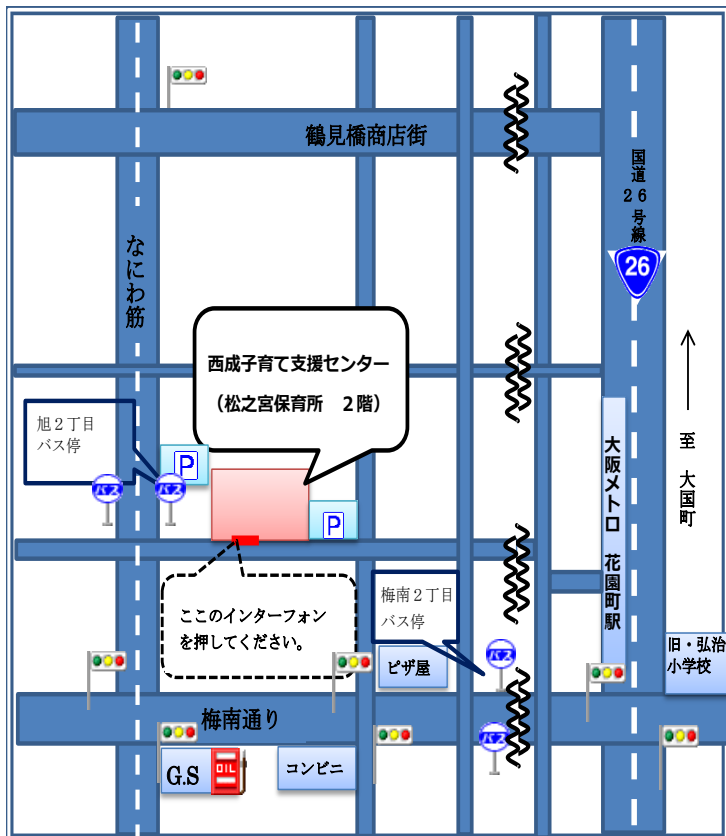 鶴見橋商店街
国道26号線
26
なにわ筋
西成子育て支援センター
（松之宮保育所　２階）
旭２丁目
バス停
P
バス
バス
P
至　大国町
大阪メトロ　花園町駅
ここのインターフォン
を押してください。
梅南２丁目
バス停
旧・弘治
小学校
ピザ屋
バス
梅南通り
バス
G.S
OIL
コンビニ